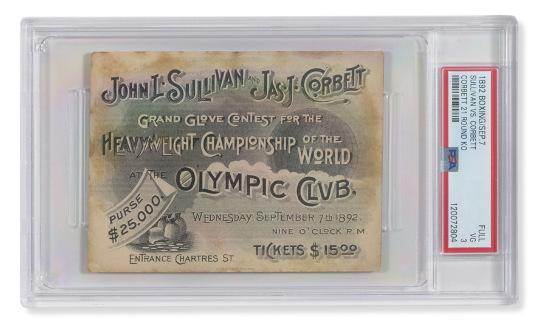 JOHN L. SULLIVAN AND JAS. J. CORBETT
GRAND GLOVE CONTEST FOR THE
HEAVYWEIGHT CHAMPIONSHIP OF THE WORLD
AT THE OLYMPIC CLUB.
PURSE
$25.000.
WEDNESDAY SEPTEMBER 7th 1892.
NINE O'CLOCK P.M.
ENTRANCE CHARTRES ST.
TICKETS $15.00
1892 BOXING/SEP.7
SULLIVAN VS. CORBETT
CORBETT 21 ROUND KO
FULL
VG
3
PSA
120072804